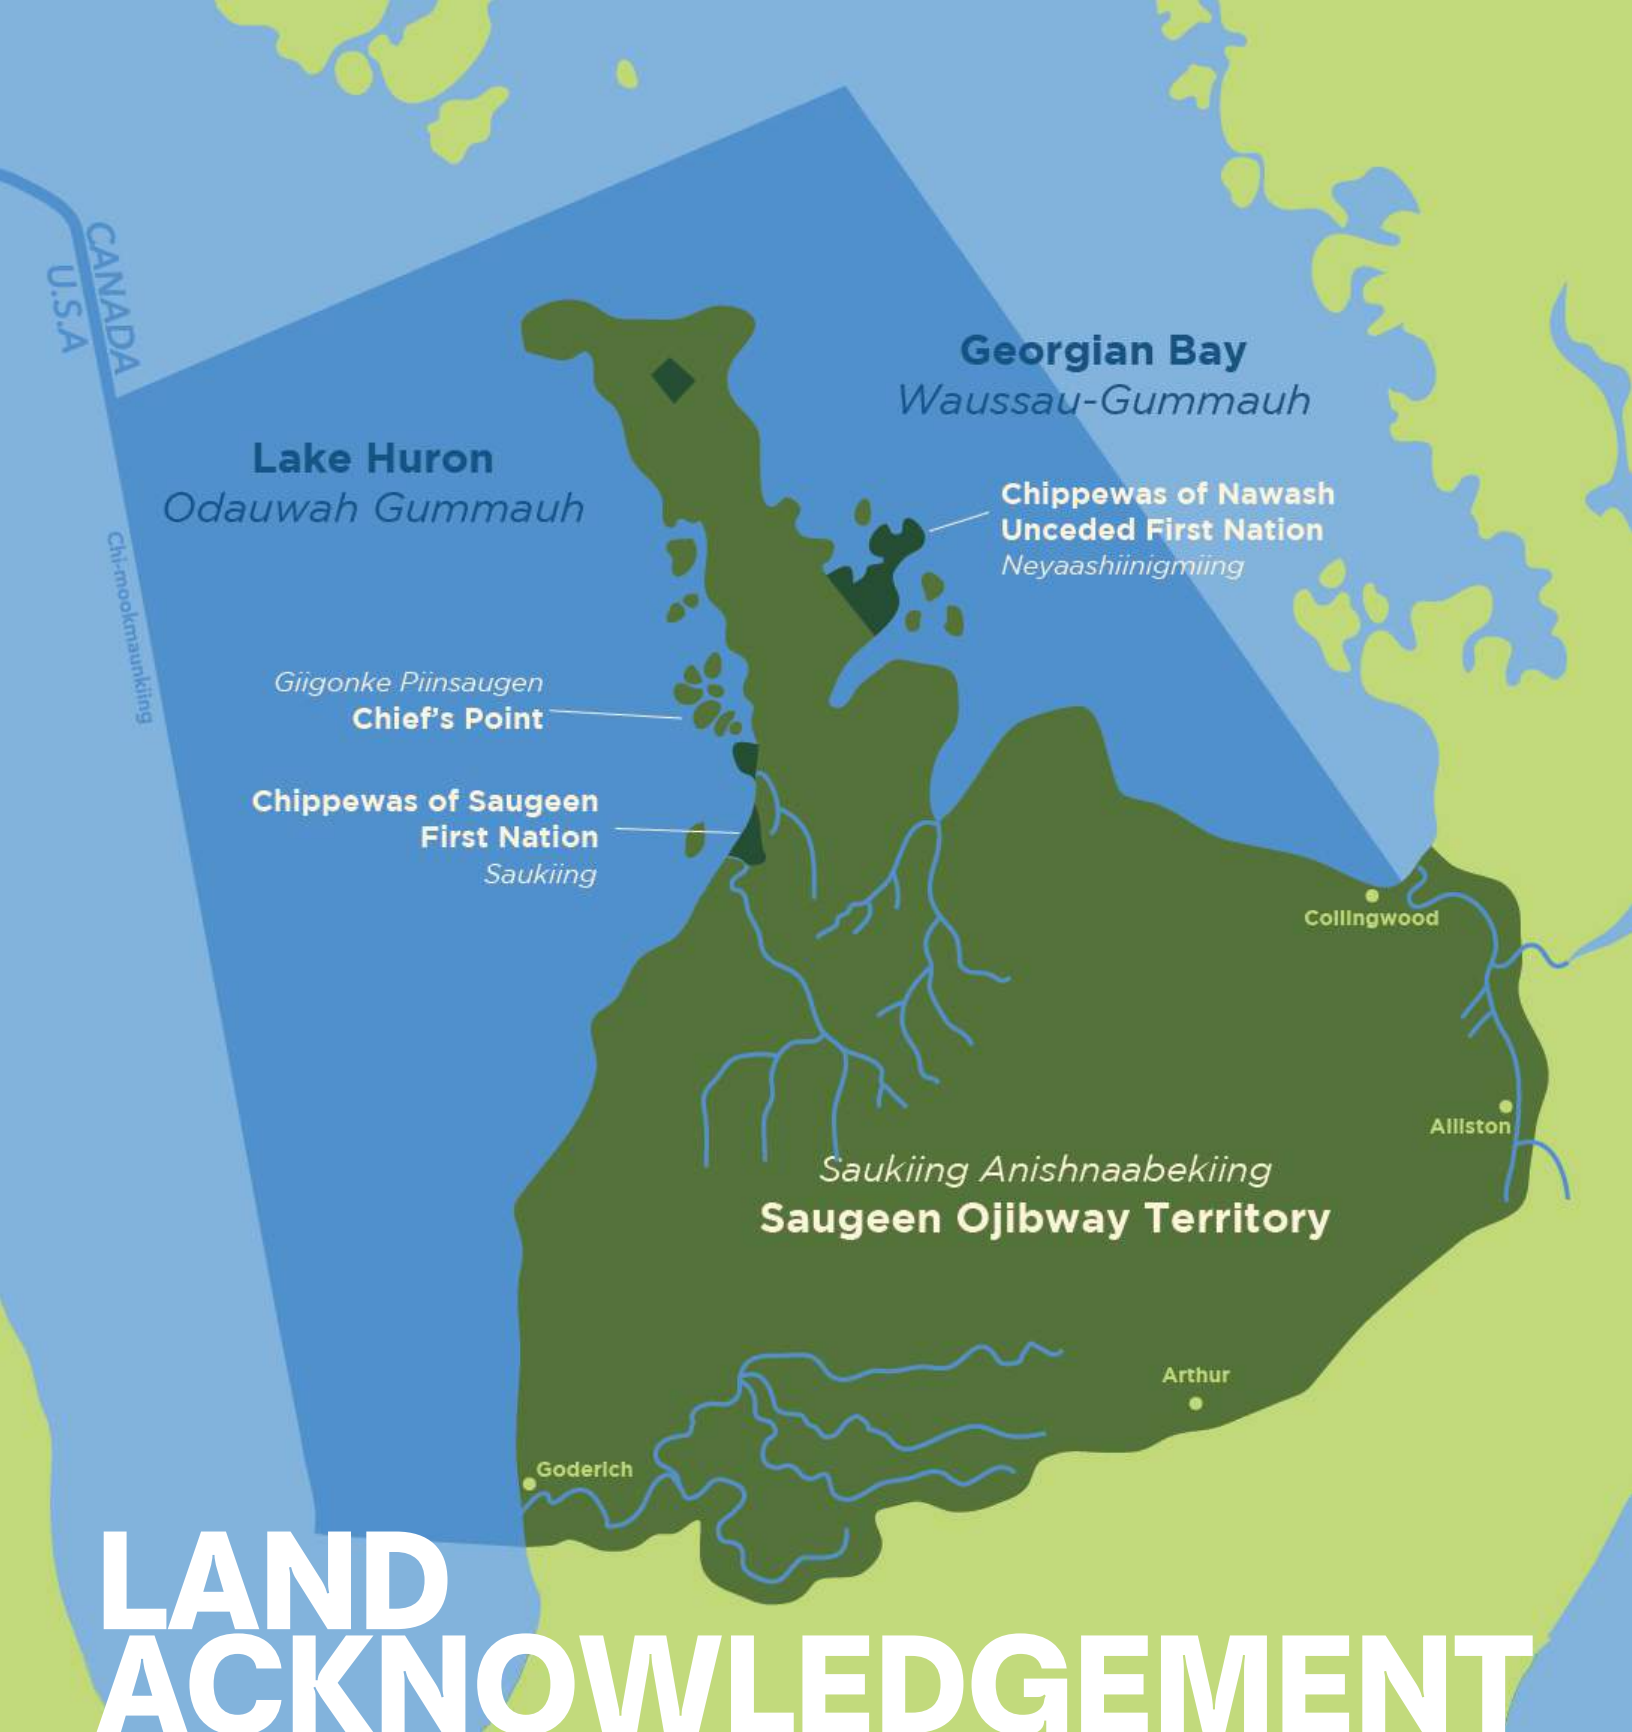 CANADA
U.S.A
Georgian Bay
Waussau-Gummauh
Lake Huron
Odauwah Gummauh
Chippewas of Nawash
Unceded First Nation
Neyaashiinigmiing
Chi-mookmaunkiing
Giigonke Piinsaugen
Chief's Point
Chippewas of Saugeen
First Nation
Saukiing
Collingwood
Alliston
Saukiing Anishnaabekiing
Saugeen Ojibway Territory
Arthur
Goderich
LAND
ACKNOWLEDGEMENT